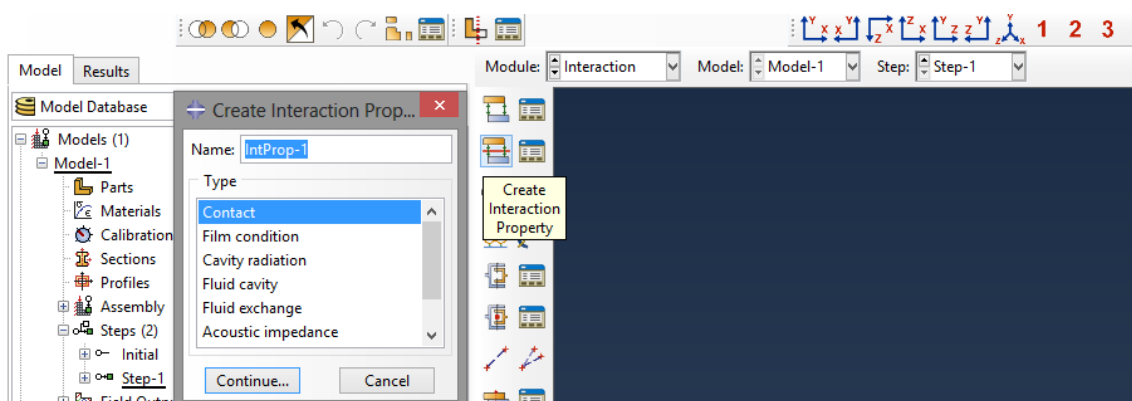 1 2 3
Model Results
Module: Interaction Model: Model-1 Step: Step-1
Model Database
Models (1)
Model-1
Parts
Materials
Calibration
Sections
Profiles
Assembly
Steps (2)
Initial
Step-1
Create Interaction Prop...
Name: IntProp-1
Type
Contact
Film condition
Cavity radiation
Fluid cavity
Fluid exchange
Acoustic impedance
Continue... Cancel
Create
Interaction
Property